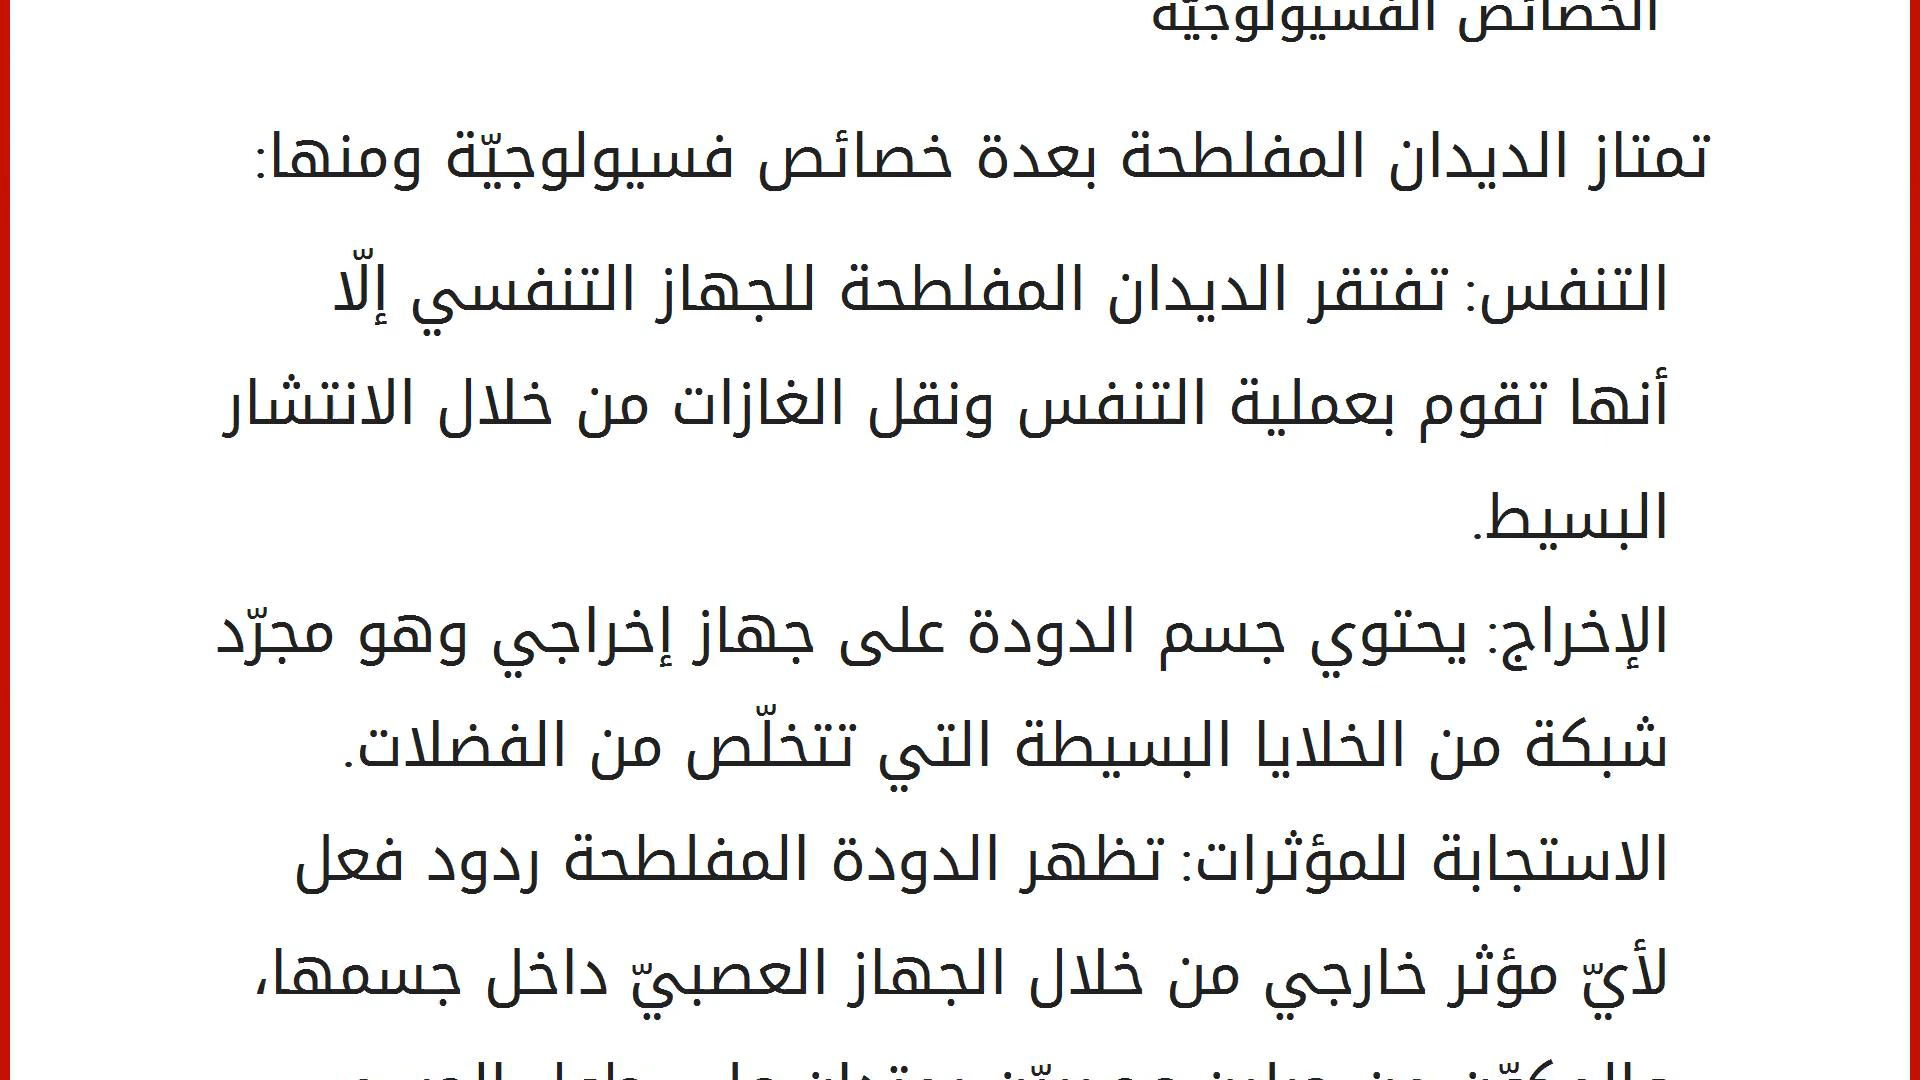 الخصائص الفسيولوجيّة
تمتاز الديدان المفلطحة بعدة خصائص فسيولوجيّة ومنها:
التنفس: تفتقر الديدان المفلطحة للجهاز التنفسي إلّا
أنها تقوم بعملية التنفس ونقل الغازات من خلال الانتشار
البسيط.
الإخراج: يحتوي جسم الدودة على جهاز إخراجي وهو مجرّد
شبكة من الخلايا البسيطة التي تتخلّص من الفضلات.
الاستجابة للمؤثرات: تظهر الدودة المفلطحة ردود فعل
لأيّ مؤثر خارجي من خلال الجهاز العصبيّ داخل جسمها،